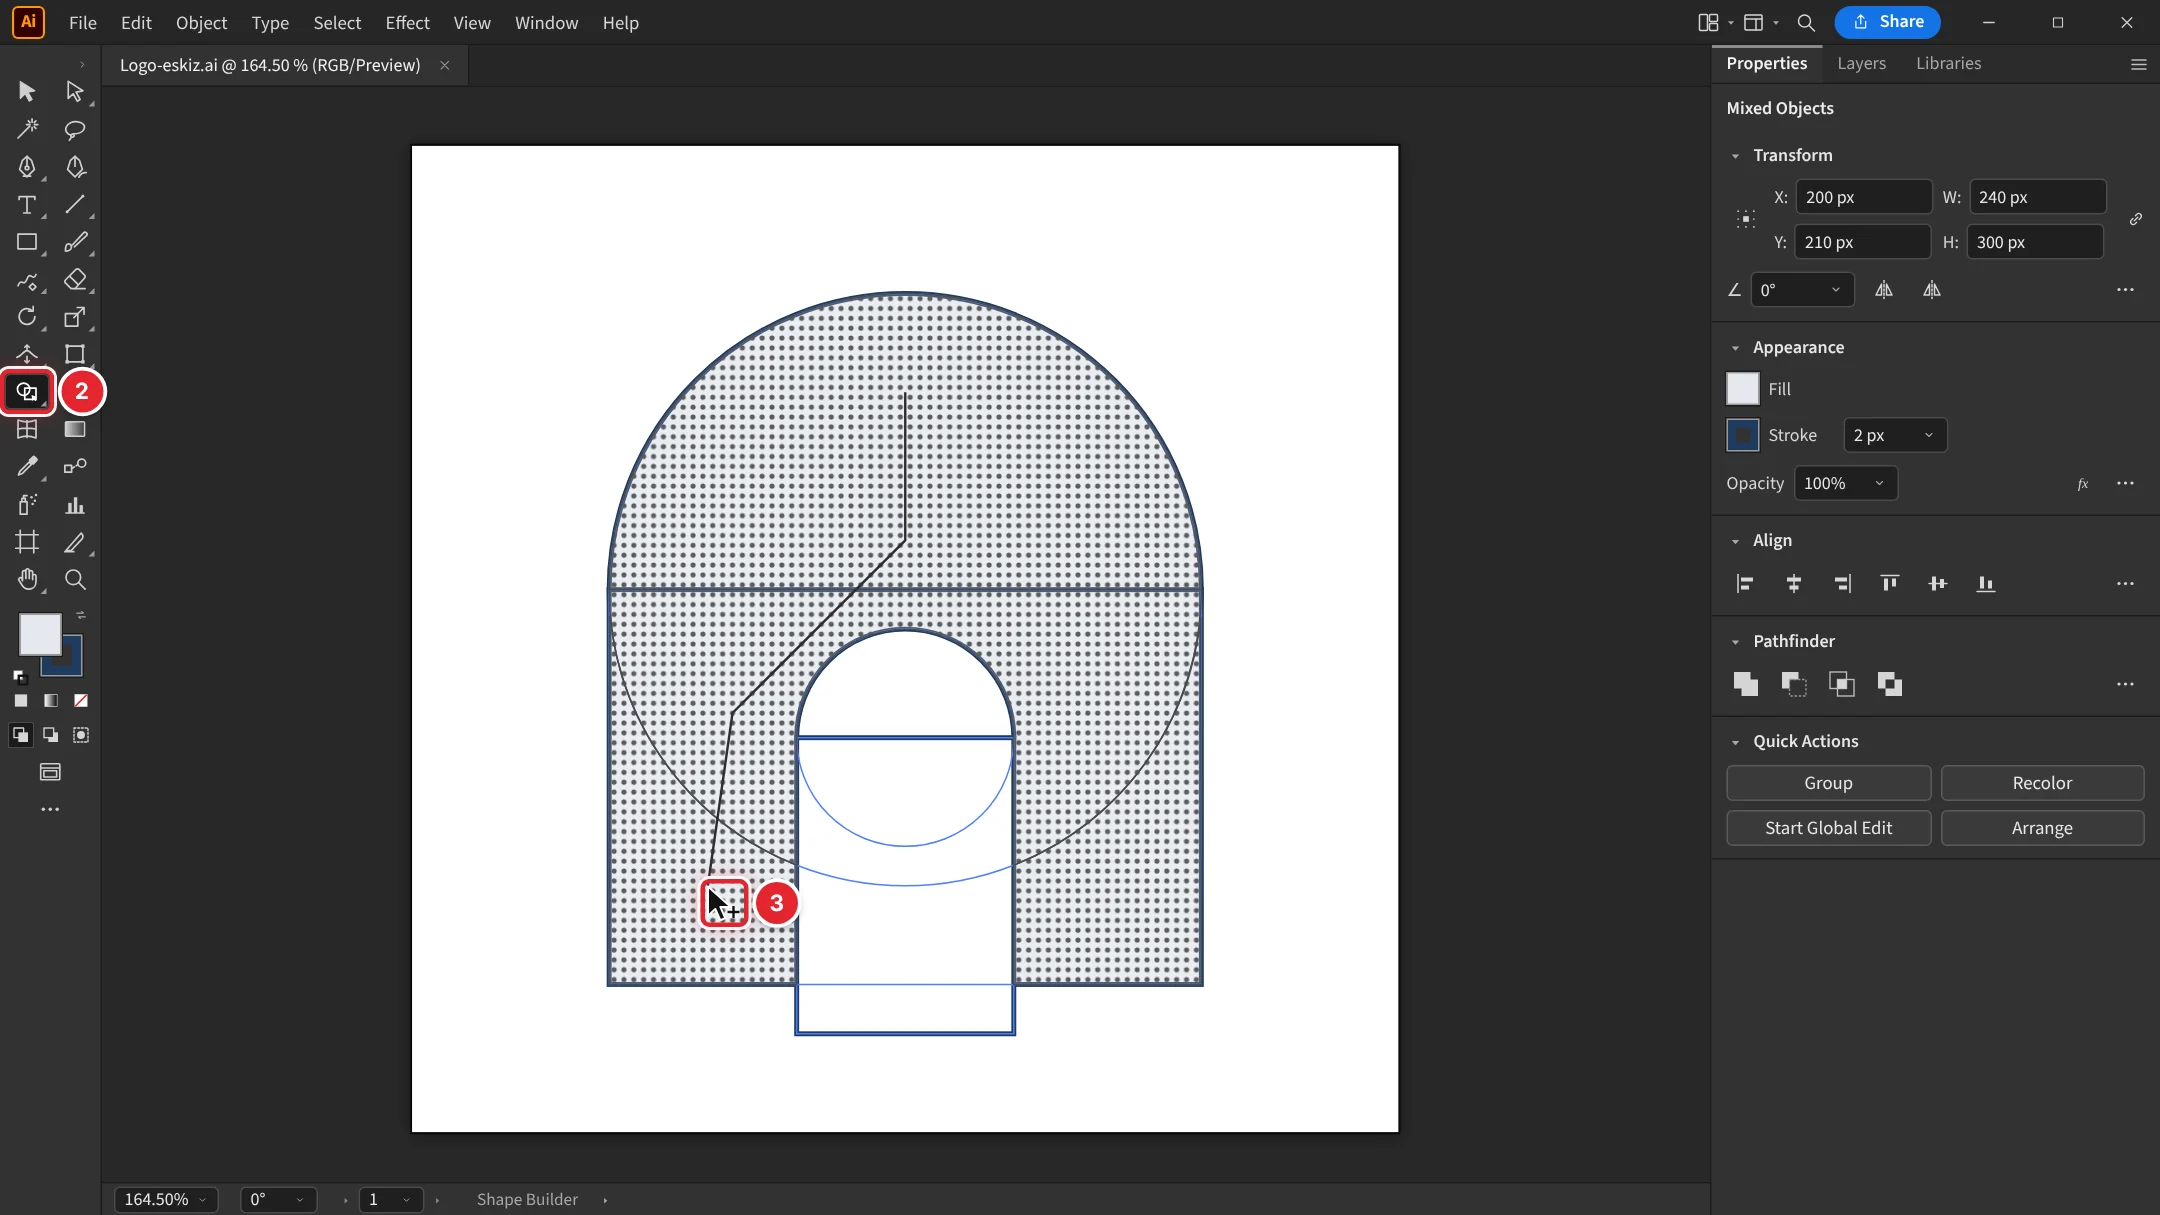 Ai File Edit Object Type Select Effect View Window Help Share
Logo-eskiz.ai @ 164.50 % (RGB/Preview)
Properties Layers Libraries
Mixed Objects
Transform
X: 200 px W: 240 px
Y: 210 px H: 300 px
0°
Appearance
Fill
Stroke 2 px
Opacity 100% fx
Align
Pathfinder
Quick Actions
Group Recolor
Start Global Edit Arrange
2
3
164.50% 0° 1 Shape Builder